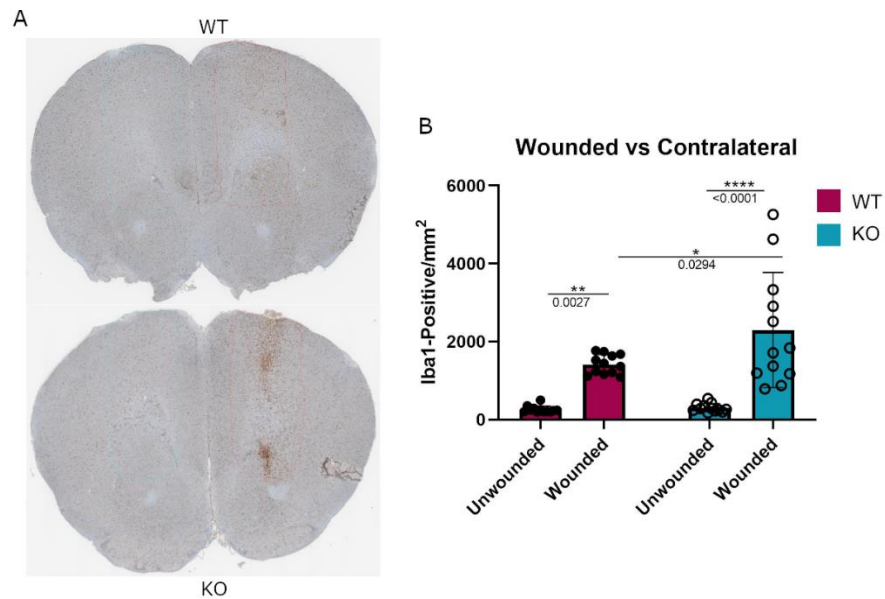 A
WT
KO
B
Wounded vs Contralateral
Iba1-Positive/mm²
6000
4000
2000
0
**
0.0027
*
0.0294
****
<0.0001
Unwounded
Wounded
Unwounded
Wounded
WT
KO